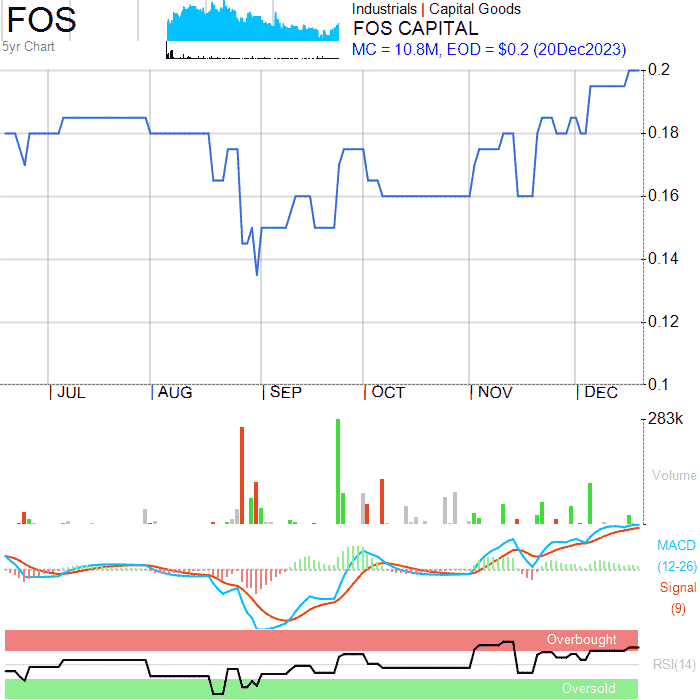 FOS
5yr Chart
Industrials | Capital Goods
FOS CAPITAL
MC = 10.8M, EOD = $0.2 (20Dec2023)
0.2
0.18
0.16
0.14
0.12
0.1
JUL AUG SEP OCT NOV DEC
283k
Volume
MACD
(12-26)
Signal
(9)
Overbought
RSI(14)
Oversold